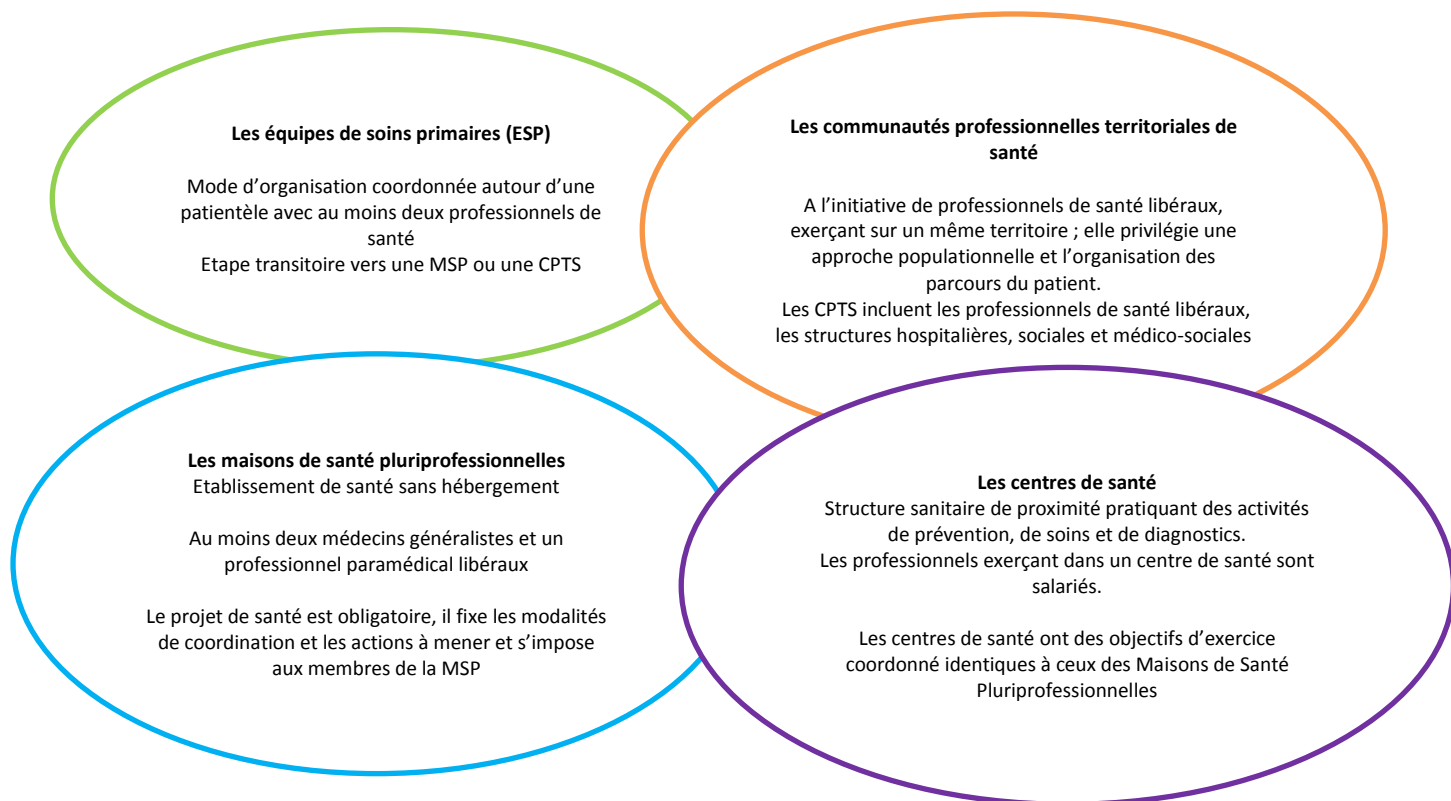 Les équipes de soins primaires (ESP)
Mode d’organisation coordonnée autour d’une
patientèle avec au moins deux professionnels de
santé
Etape transitoire vers une MSP ou une CPTS
Les communautés professionnelles territoriales de
santé
A l’initiative de professionnels de santé libéraux,
exerçant sur un même territoire ; elle privilégie une
approche populationnelle et l’organisation des
parcours du patient.
Les CPTS incluent les professionnels de santé libéraux,
les structures hospitalières, sociales et médico-sociales
Les maisons de santé pluriprofessionnelles
Etablissement de santé sans hébergement
Au moins deux médecins généralistes et un
professionnel paramédical libéraux
Le projet de santé est obligatoire, il fixe les modalités
de coordination et les actions à mener et s’impose
aux membres de la MSP
Les centres de santé
Structure sanitaire de proximité pratiquant des activités
de prévention, de soins et de diagnostics.
Les professionnels exerçant dans un centre de santé sont
salariés.
Les centres de santé ont des objectifs d’exercice
coordonné identiques à ceux des Maisons de Santé
Pluriprofessionnelles